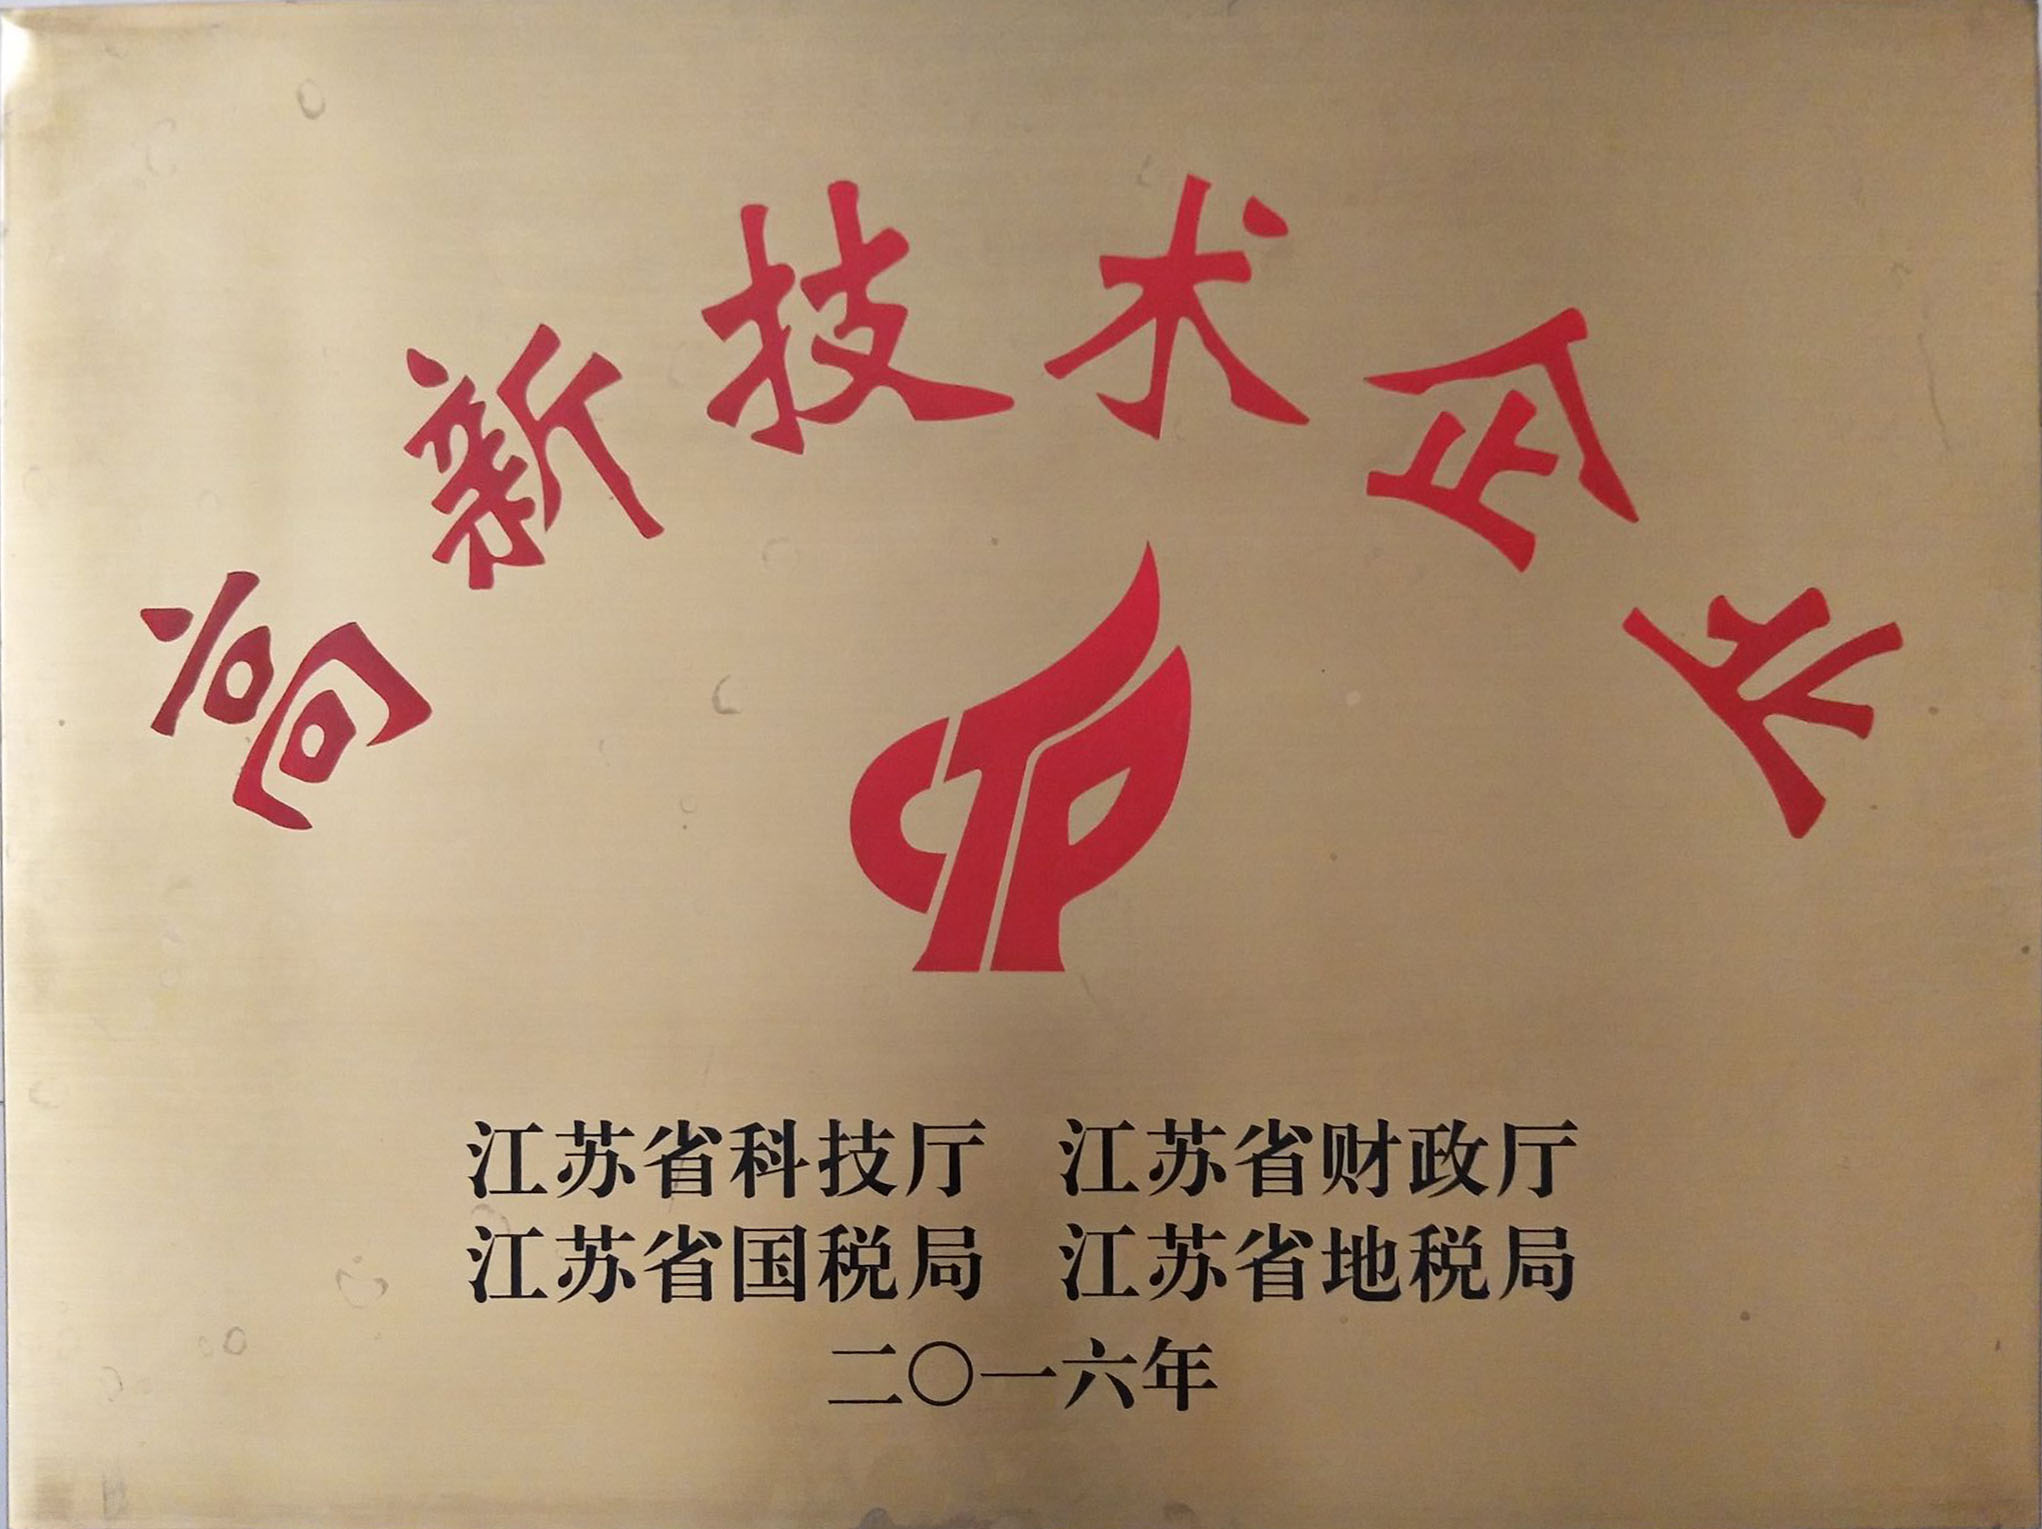 高新技术企业
江苏省科技厅 江苏省财政厅
江苏省国税局 江苏省地税局
二〇一六年